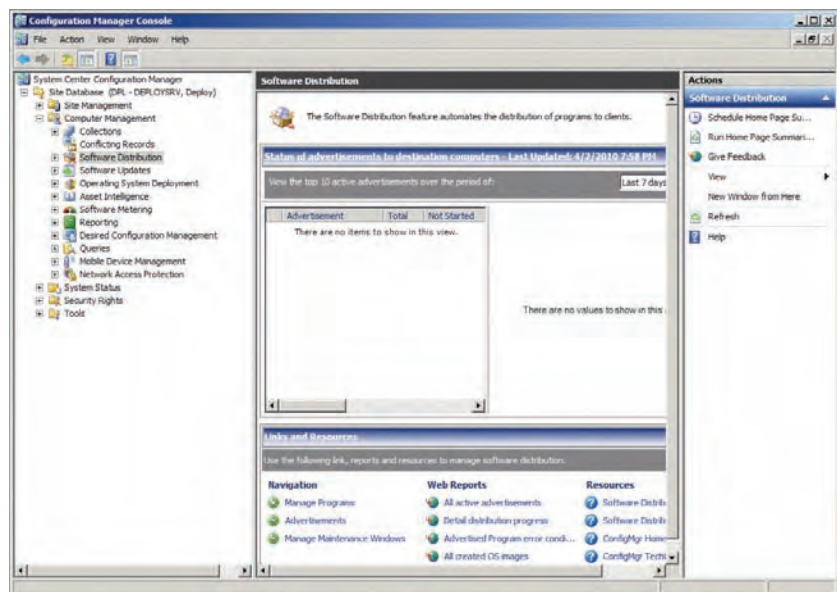 Configuration Manager Console
File Action View Window Help
System Center Configuration Manager
Site Database (DPL - DEPLOYSRV, Deploy)
Site Management
Computer Management
Collections
Conflicting Records
Software Distribution
Software Updates
Operating System Deployment
Asset Intelligence
Software Metering
Reporting
Desired Configuration Management
Queries
Mobile Device Management
Network Access Protection
System Status
Security Rights
Tools
Software Distribution
The Software Distribution feature automates the distribution of programs to clients.
Status of advertisements to destination computers - Last Updated: 4/2/2010 7:58 PM
View the top 10 active advertisements over the period of: Last 7 days
Advertisement Total Not Started
There are no items to show in this view.
There are no values to show in this
Links and Resources
Use the following link, reports and resources to manage software distribution.
Navigation
Manage Programs
Advertisements
Manage Maintenance Windows
Web Reports
All active advertisements
Detail distribution progress
Advertised Program error condi...
All created OS images
Resources
Software Distrib
Software Distrib
ConfigMgr Home
ConfigMgr Techn
Actions
Software Distribution
Schedule Home Page Su...
Run Home Page Summari...
Give Feedback
View
New Window from Here
Refresh
Help